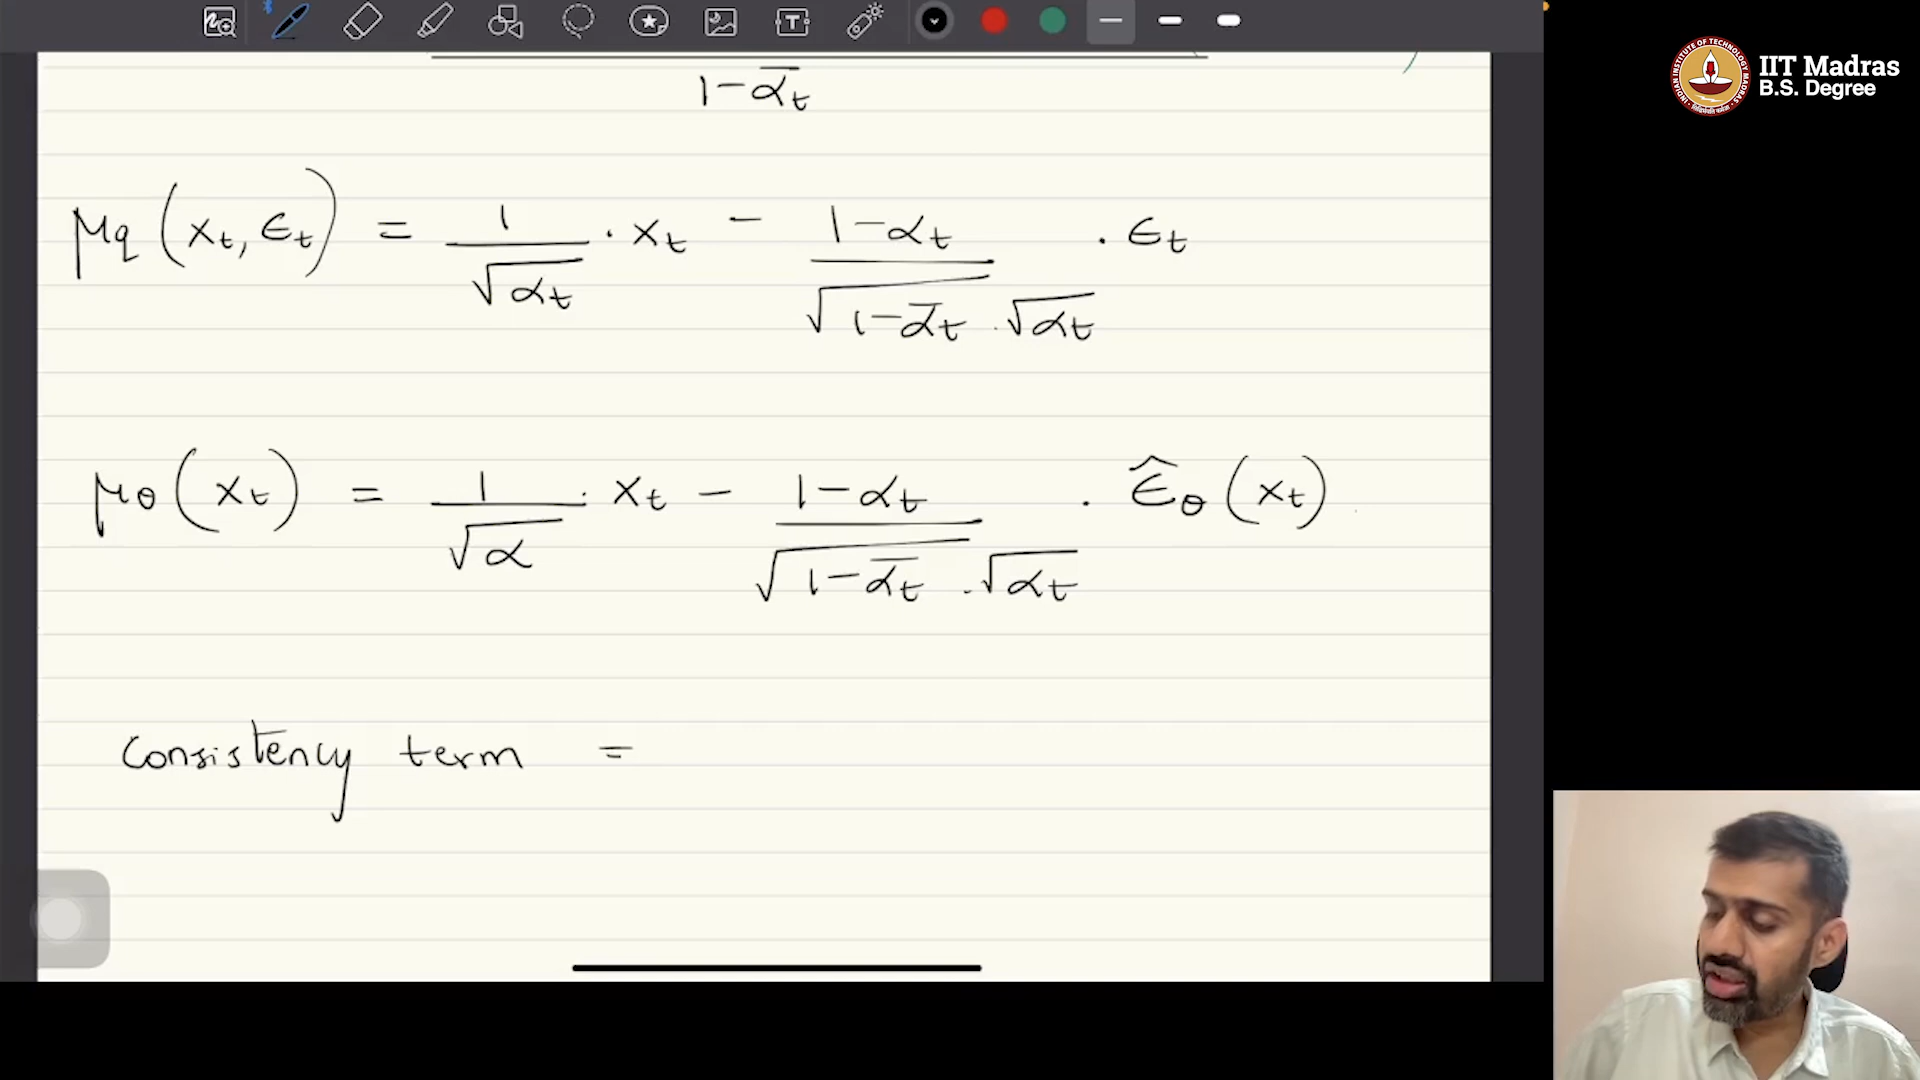 IIT Madras
B.S. Degree
1-ᾱₜ
μq (xₜ, ϵₜ) = 1/√αₜ · xₜ - (1-αₜ)/(√(1-ᾱₜ) · √αₜ) · ϵₜ
μθ (xₜ) = 1/√α · xₜ - (1-αₜ)/(√(1-ᾱₜ) · √αₜ) · ϵ̂θ (xₜ)
Consistency term =